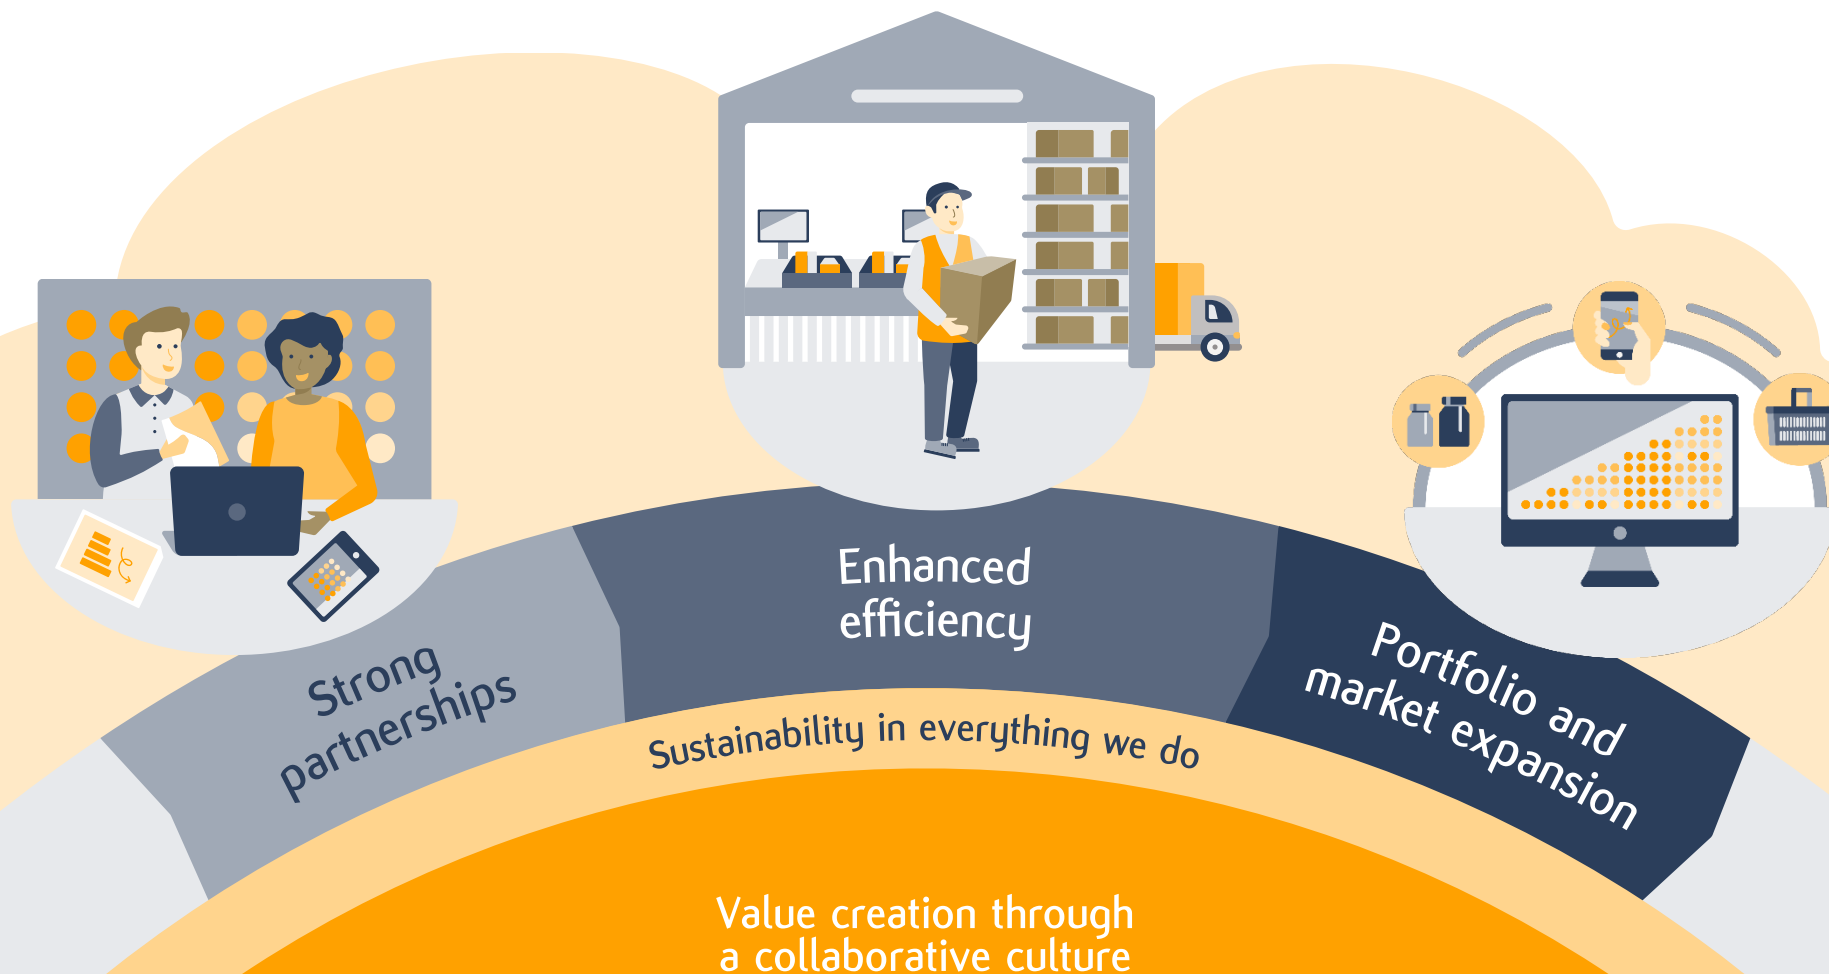 Strong
partnerships
Enhanced
efficiency
Portfolio and
market expansion
Sustainability in everything we do
Value creation through
a collaborative culture